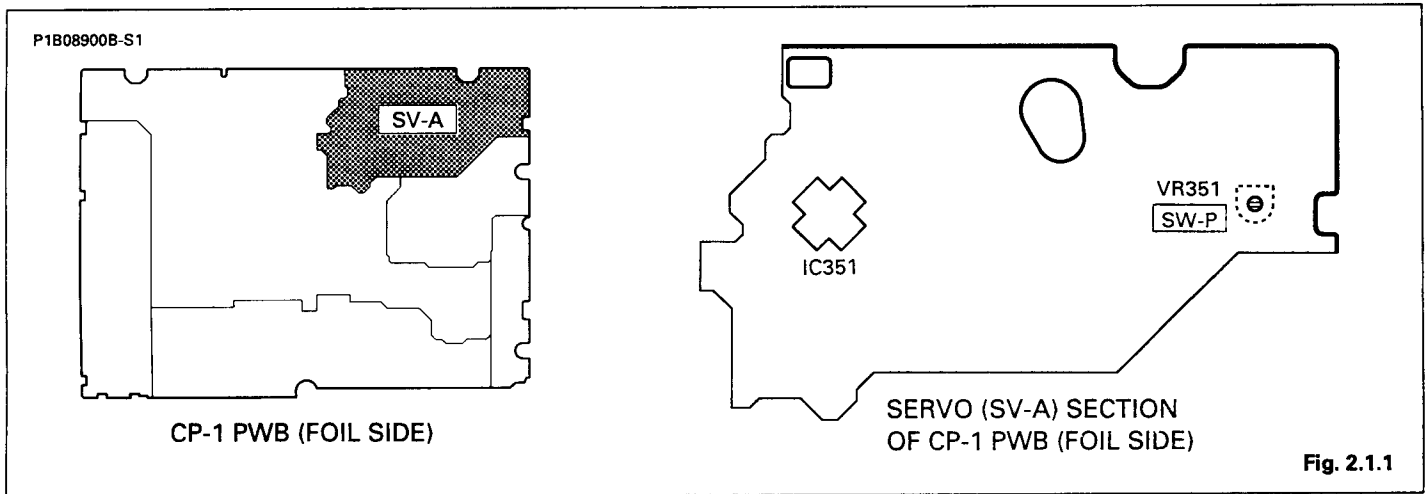 P1B08900B-S1
SV-A
CP-1 PWB (FOIL SIDE)
VR351
SW-P
IC351
SERVO (SV-A) SECTION
OF CP-1 PWB (FOIL SIDE)
Fig. 2.1.1